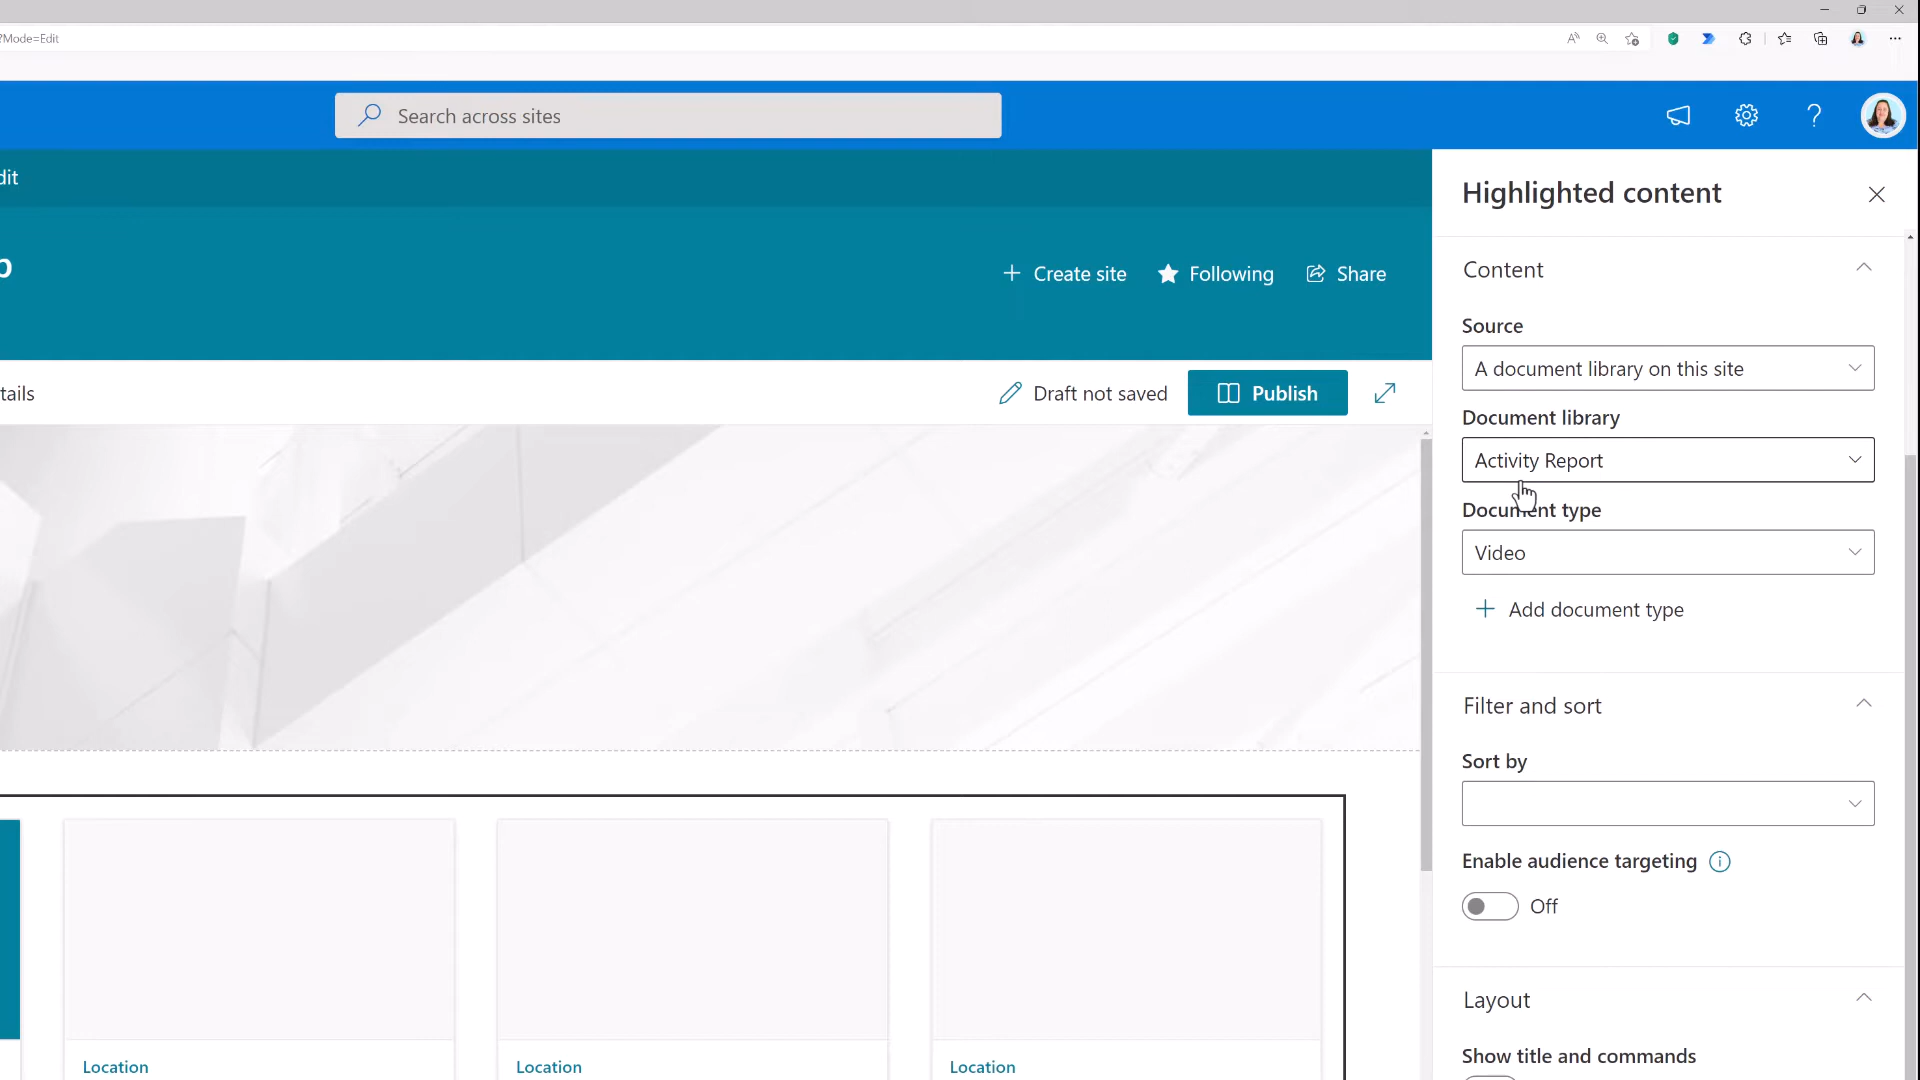 ?Mode=Edit
Search across sites
dit
Highlighted content
Content
p
Create site
Following
Share
Source
A document library on this site
tails
Draft not saved
Publish
Document library
Activity Report
Document type
Video
Add document type
Filter and sort
Sort by
Enable audience targeting
Off
Layout
Show title and commands
Location
Location
Location